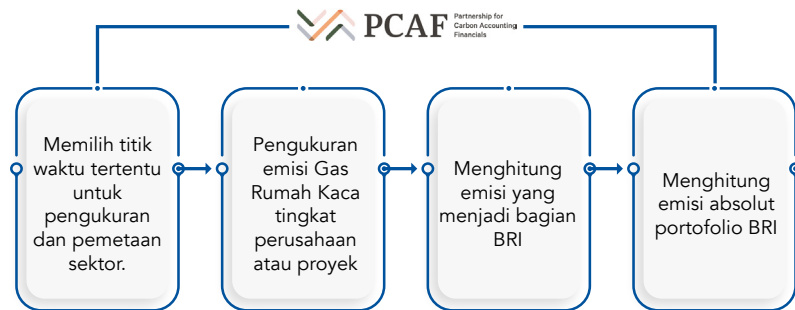 PCAF
Partnership for
Carbon Accounting
Financials
Memilih titik
waktu tertentu
untuk
pengukuran
dan pemetaan
sektor.
Pengukuran
emisi Gas
Rumah Kaca
tingkat
perusahaan
atau proyek
Menghitung
emisi yang
menjadi bagian
BRI
Menghitung
emisi absolut
portofolio BRI